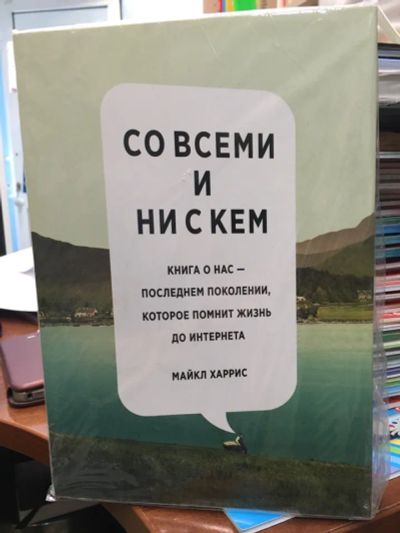 СО ВСЕМИ
И
НИ С КЕМ
КНИГА О НАС —
ПОСЛЕДНЕМ ПОКОЛЕНИИ,
КОТОРОЕ ПОМНИТ ЖИЗНЬ
ДО ИНТЕРНЕТА
МАЙКЛ ХАРРИС